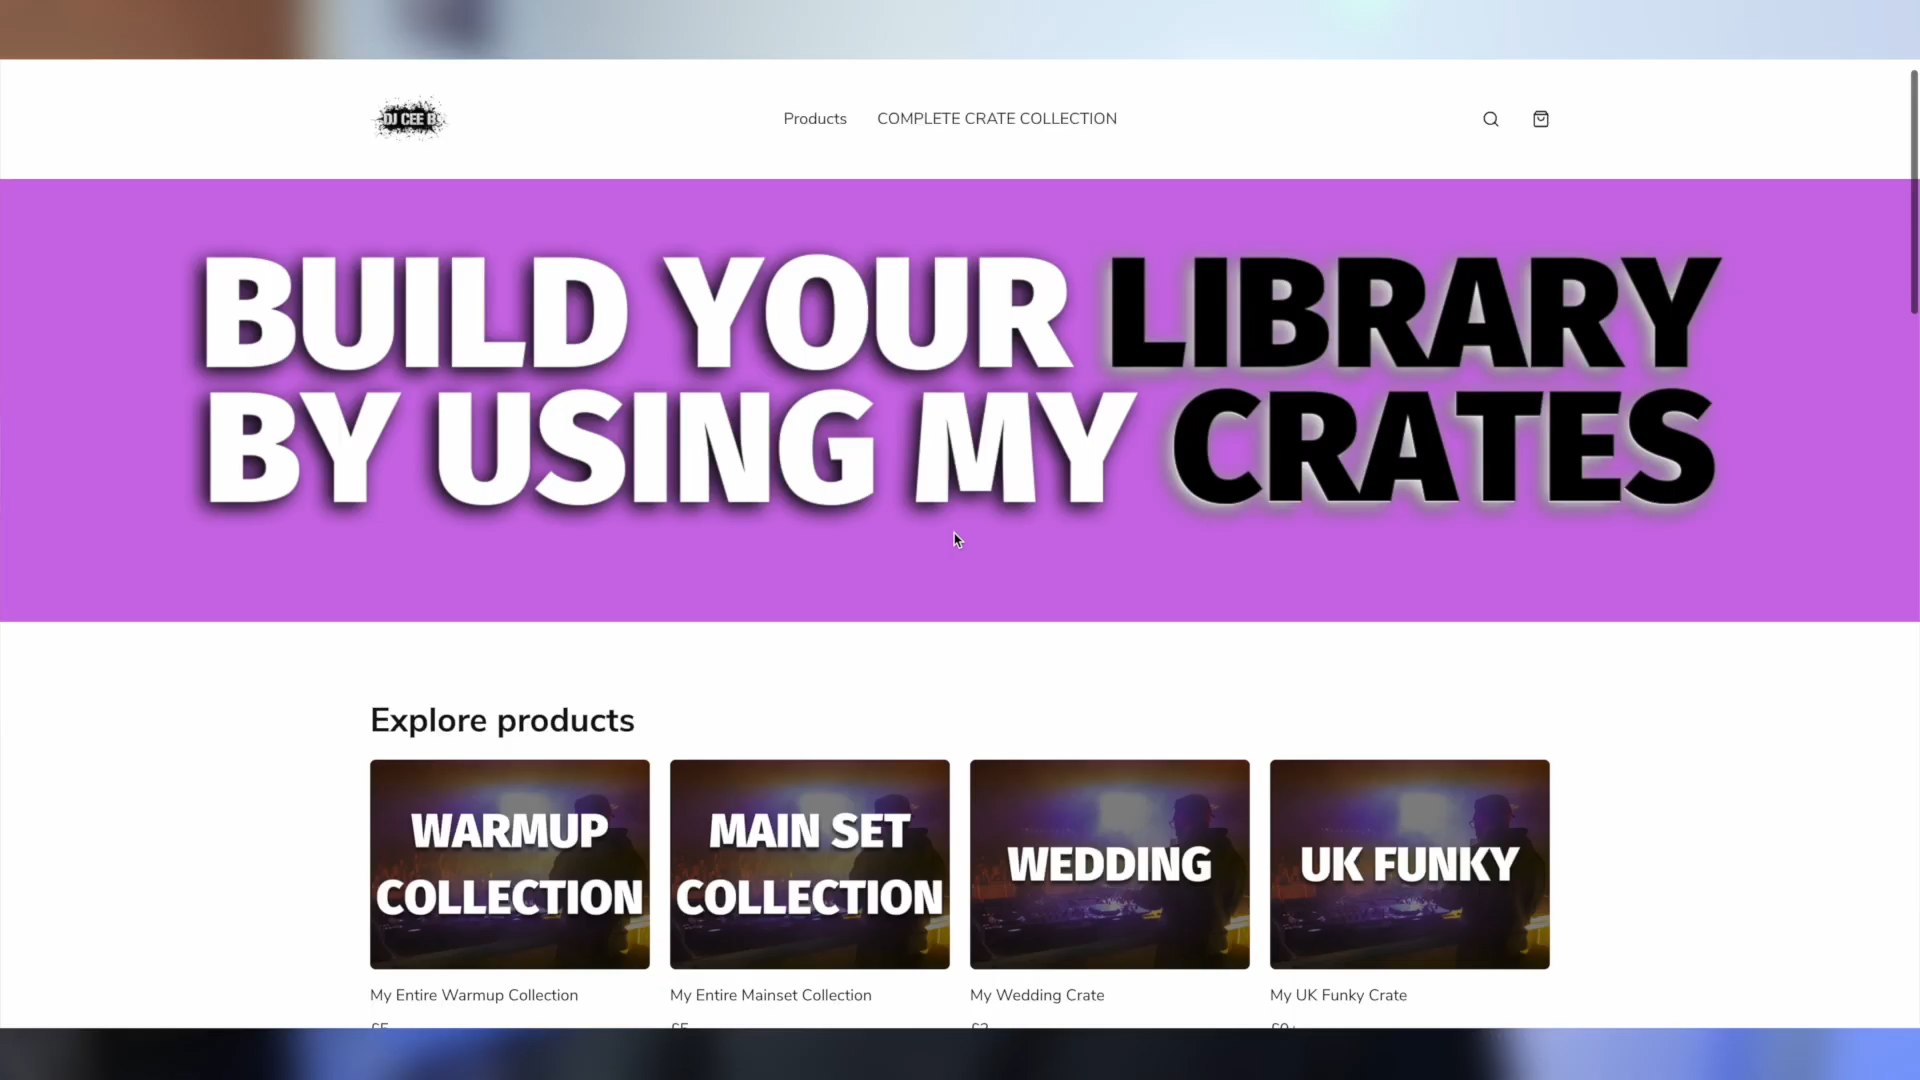 DJ CEE B
Products
COMPLETE CRATE COLLECTION
BUILD YOUR LIBRARY
BY USING MY CRATES
Explore products
WARMUP
COLLECTION
MAIN SET
COLLECTION
WEDDING
UK FUNKY
My Entire Warmup Collection
My Entire Mainset Collection
My Wedding Crate
My UK Funky Crate